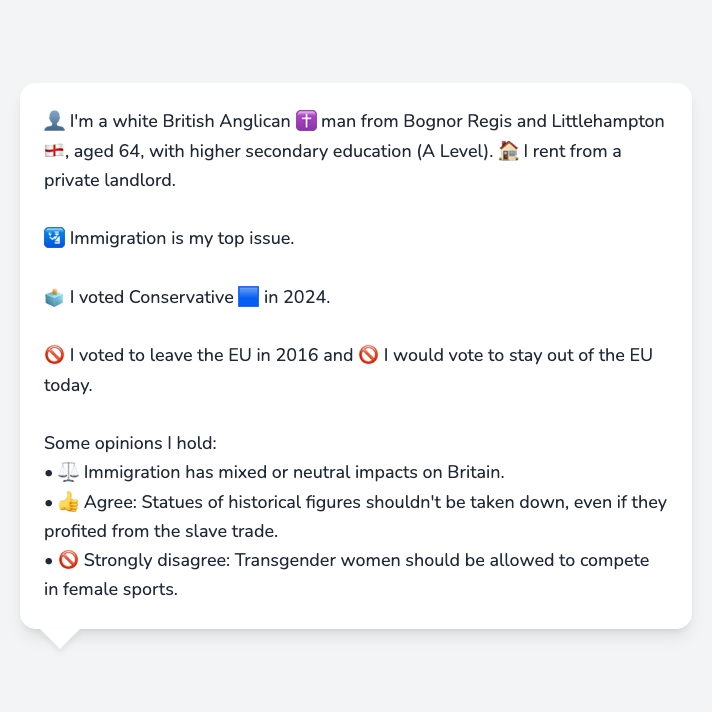 👤 I'm a white British Anglican ✝️ man from Bognor Regis and Littlehampton
🏴󠁧󠁢󠁥󠁮󠁧󠁿, aged 64, with higher secondary education (A Level). 🏠 I rent from a
private landlord.
🛂 Immigration is my top issue.
🗳️ I voted Conservative 🟦 in 2024.
🚫 I voted to leave the EU in 2016 and 🚫 I would vote to stay out of the EU
today.
Some opinions I hold:
• ⚖️ Immigration has mixed or neutral impacts on Britain.
• 👍 Agree: Statues of historical figures shouldn't be taken down, even if they
profited from the slave trade.
• 🚫 Strongly disagree: Transgender women should be allowed to compete
in female sports.